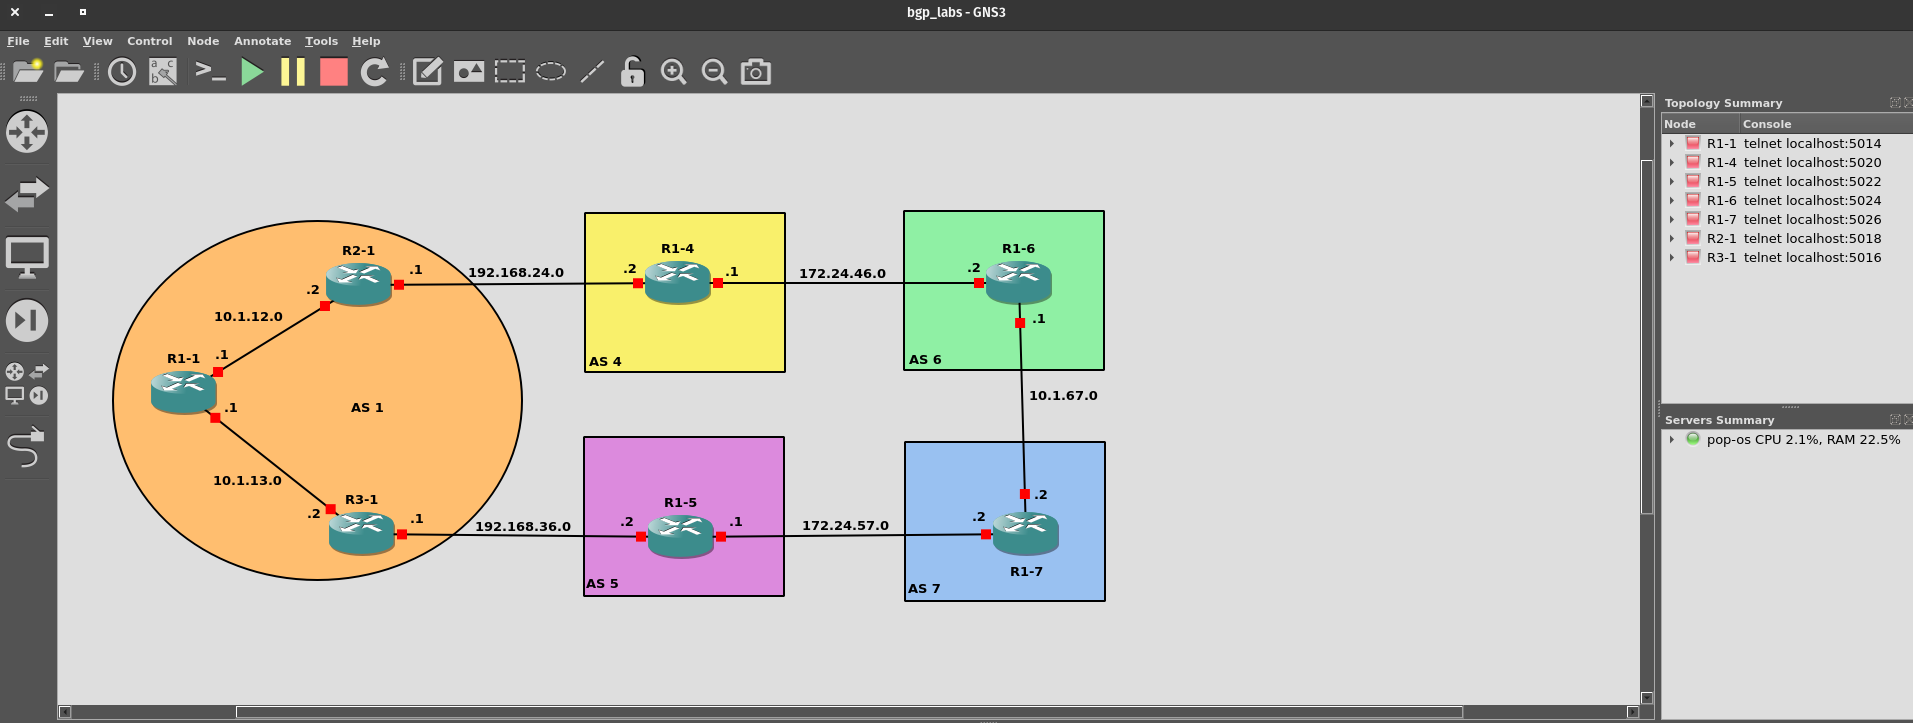 bgp_labs - GNS3
File Edit View Control Node Annotate Tools Help
a c
b
Topology Summary
Node Console
R1-1 telnet localhost:5014
R1-4 telnet localhost:5020
R1-5 telnet localhost:5022
R1-6 telnet localhost:5024
R1-7 telnet localhost:5026
R2-1 telnet localhost:5018
R3-1 telnet localhost:5016
Servers Summary
pop-os CPU 2.1%, RAM 22.5%
R2-1
.1
.2
192.168.24.0
10.1.12.0
R1-1
.1
.1
AS 1
10.1.13.0
R3-1
.2
.1
192.168.36.0
R1-4
.2
.1
AS 4
172.24.46.0
R1-6
.2
.1
AS 6
10.1.67.0
R1-5
.2
.1
AS 5
172.24.57.0
.2
.2
R1-7
AS 7